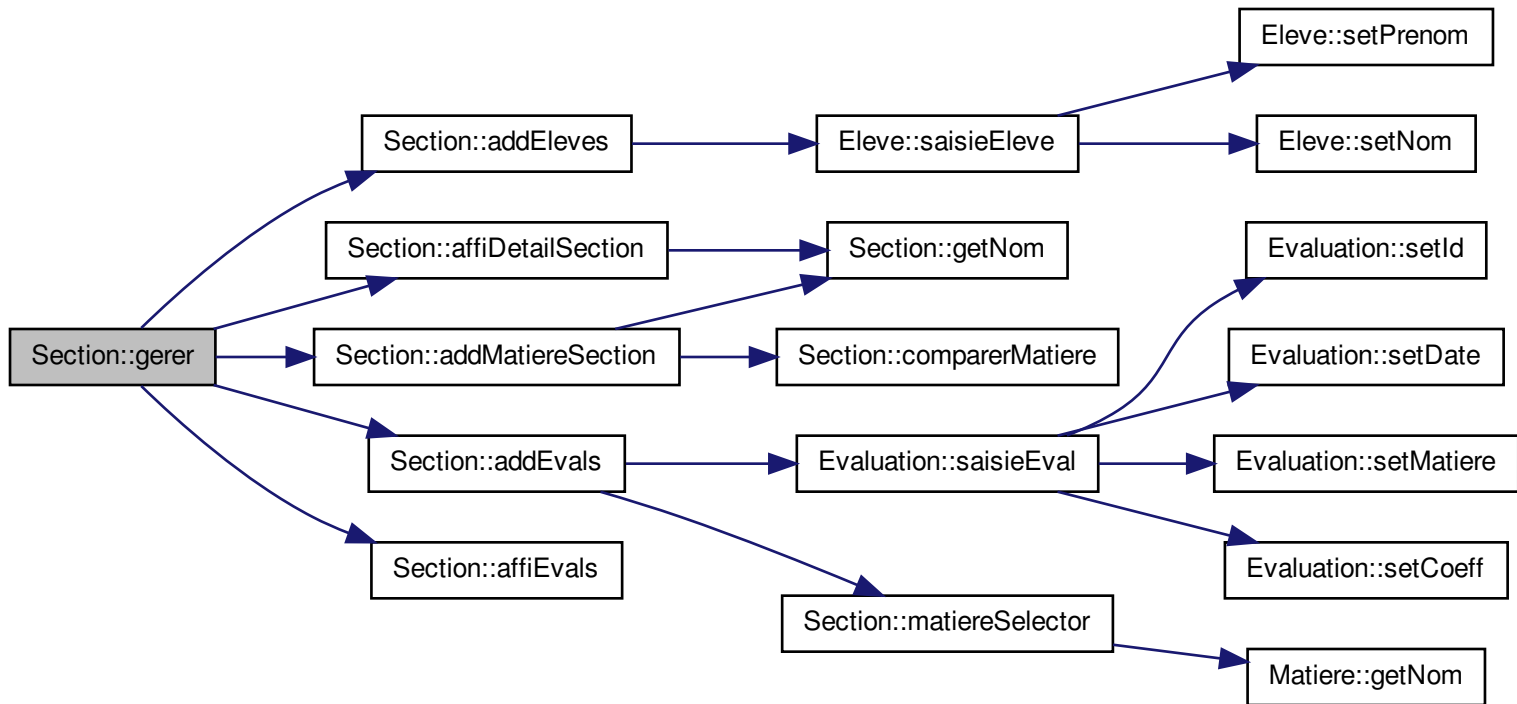 Eleve::setPrenom
Section::addEleves
Eleve::saisieEleve
Eleve::setNom
Section::affiDetailSection
Section::getNom
Evaluation::setId
Section::gerer
Section::addMatiereSection
Section::comparerMatiere
Evaluation::setDate
Section::addEvals
Evaluation::saisieEval
Evaluation::setMatiere
Section::affiEvals
Evaluation::setCoeff
Section::matiereSelector
Matiere::getNom